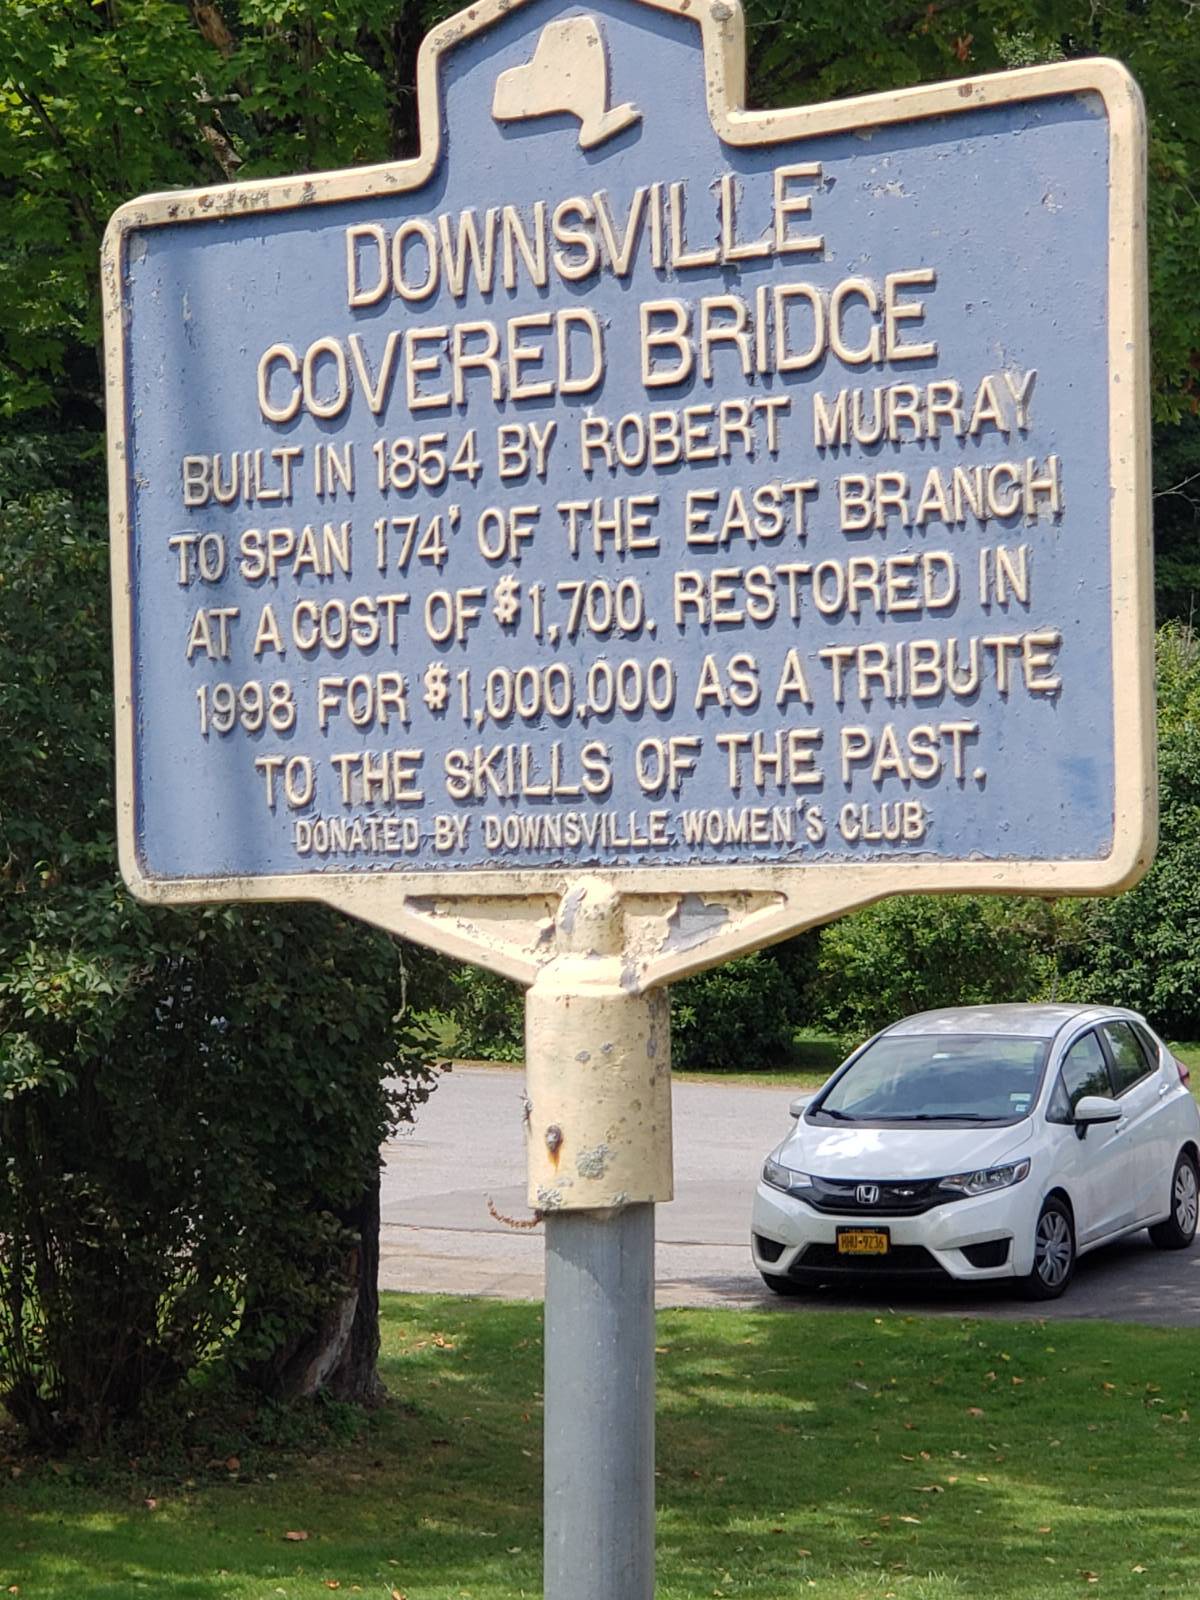 DOWNSVILLE
COVERED BRIDGE
BUILT IN 1854 BY ROBERT MURRAY
TO SPAN 174' OF THE EAST BRANCH
AT A COST OF $1,700. RESTORED IN
1998 FOR $1,000,000 AS A TRIBUTE
TO THE SKILLS OF THE PAST.
DONATED BY DOWNSVILLE WOMEN'S CLUB
HHU-9236